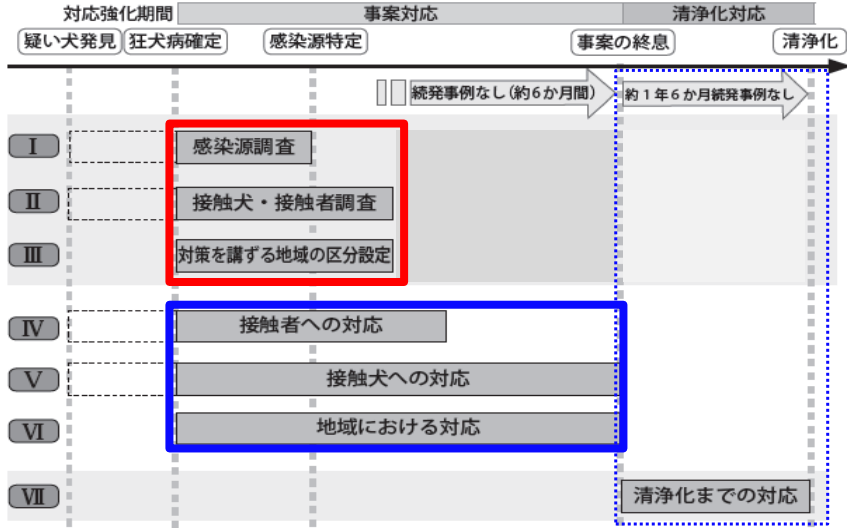 対応強化期間
事案対応
清浄化対応
疑い犬発見
狂犬病確定
感染源特定
事案の終息
清浄化
続発事例なし(約6か月間)
約1年6か月続発事例なし
Ⅰ
感染源調査
Ⅱ
接触犬・接触者調査
Ⅲ
対策を講ずる地域の区分設定
Ⅳ
接触者への対応
Ⅴ
接触犬への対応
Ⅵ
地域における対応
Ⅶ
清浄化までの対応